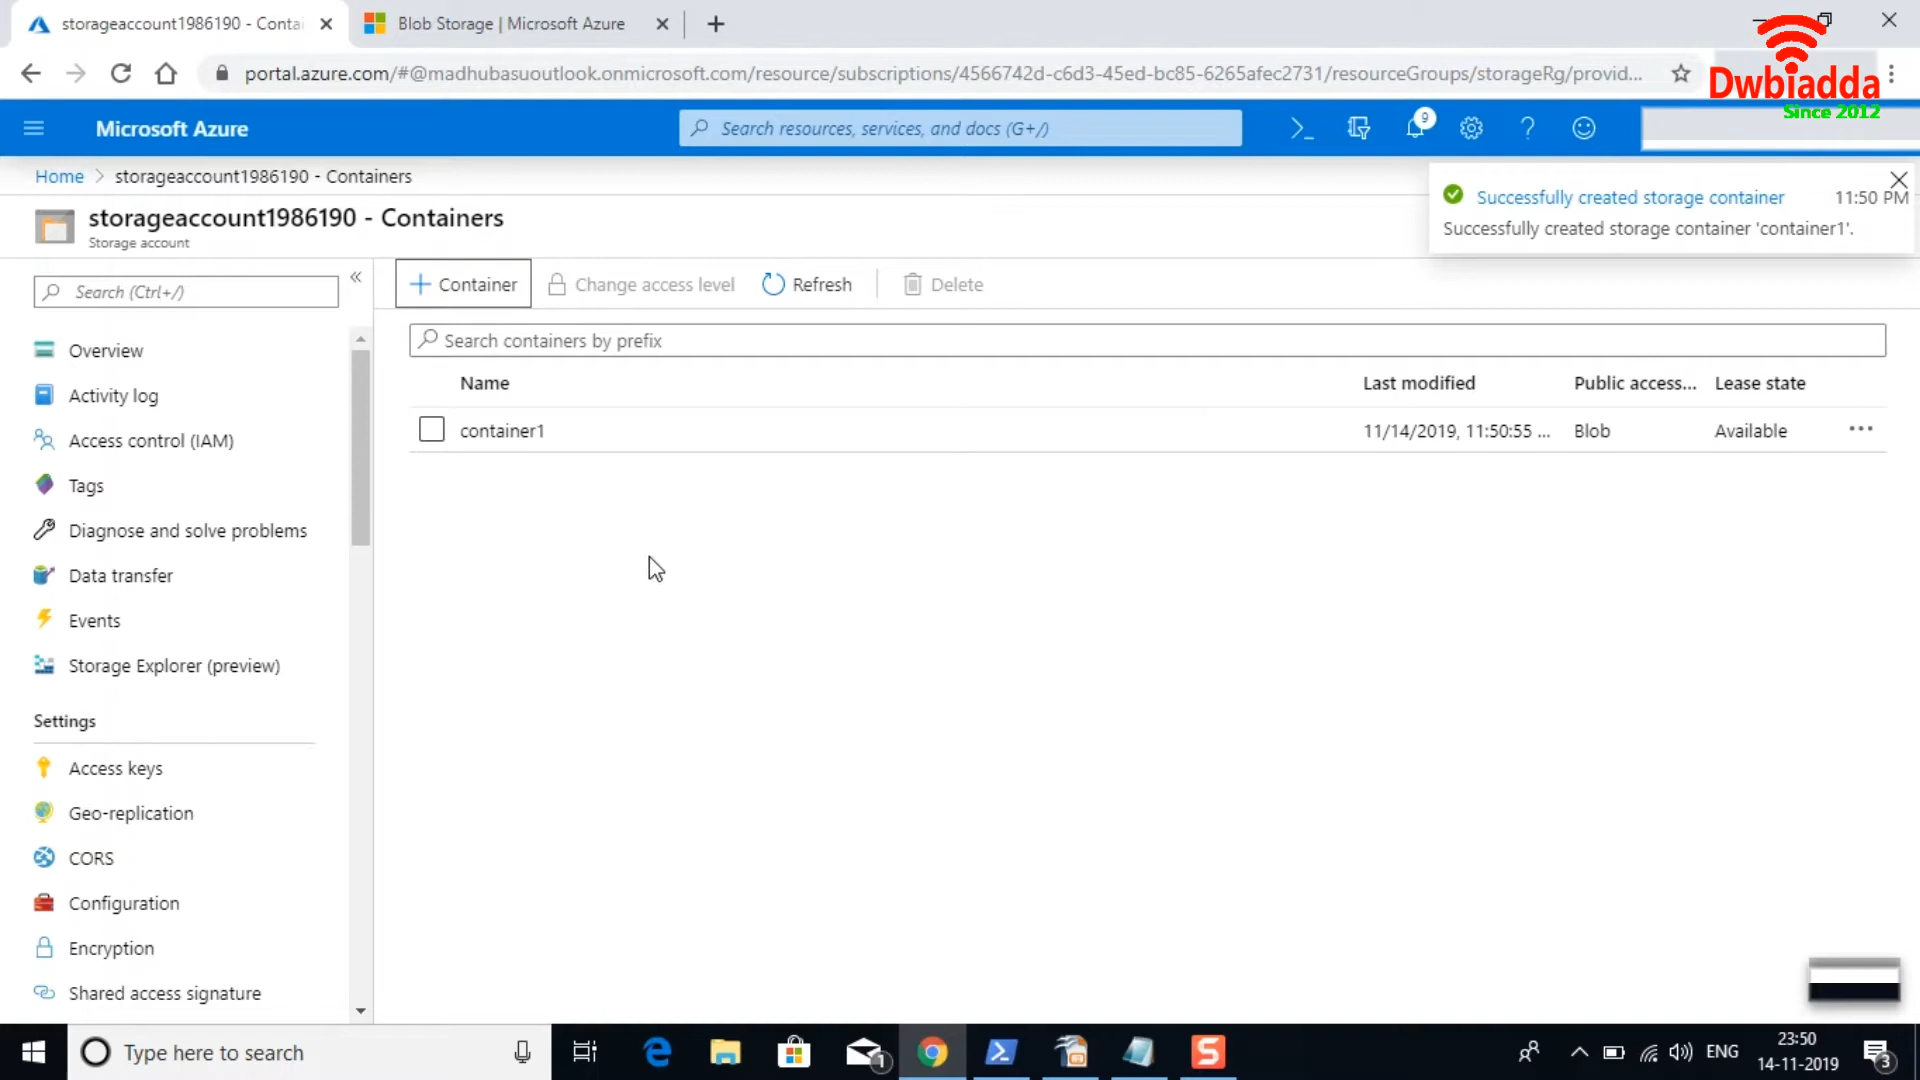 storageaccount1986190 - Contai
Blob Storage | Microsoft Azure
portal.azure.com/#@madhubasuoutlook.onmicrosoft.com/resource/subscriptions/4566742d-c6d3-45ed-bc85-6265afec2731/resourceGroups/storageRg/provid...
Dwbiadda
Since 2012
Microsoft Azure
Search resources, services, and docs (G+/)
9
Home > storageaccount1986190 - Containers
Successfully created storage container 11:50 PM
Successfully created storage container 'container1'.
storageaccount1986190 - Containers
Storage account
Search (Ctrl+/)
Overview
Activity log
Access control (IAM)
Tags
Diagnose and solve problems
Data transfer
Events
Storage Explorer (preview)
Settings
Access keys
Geo-replication
CORS
Configuration
Encryption
Shared access signature
Container
Change access level
Refresh
Delete
Search containers by prefix
Name Last modified Public access... Lease state
container1 11/14/2019, 11:50:55 ... Blob Available ...
Type here to search
1
S
ENG
23:50
14-11-2019
3